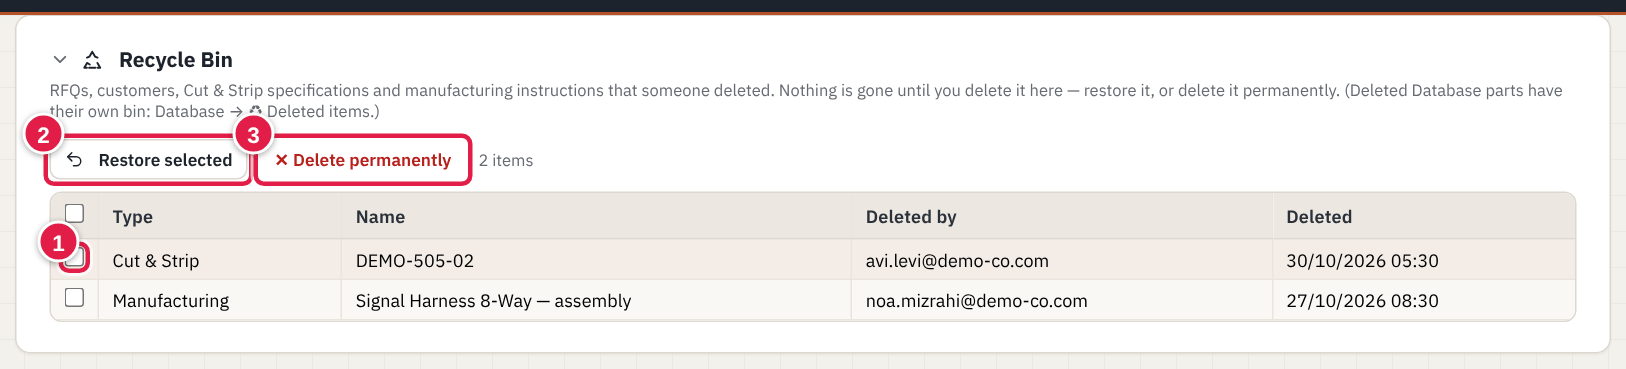 Recycle Bin
RFQs, customers, Cut & Strip specifications and manufacturing instructions that someone deleted. Nothing is gone until you delete it here — restore it, or delete it permanently. (Deleted Database parts have
their own bin: Database → ♻ Deleted items.)
2 3
Restore selected ✕ Delete permanently 2 items
Type Name Deleted by Deleted
1
Cut & Strip DEMO-505-02 avi.levi@demo-co.com 30/10/2026 05:30
Manufacturing Signal Harness 8-Way — assembly noa.mizrahi@demo-co.com 27/10/2026 08:30